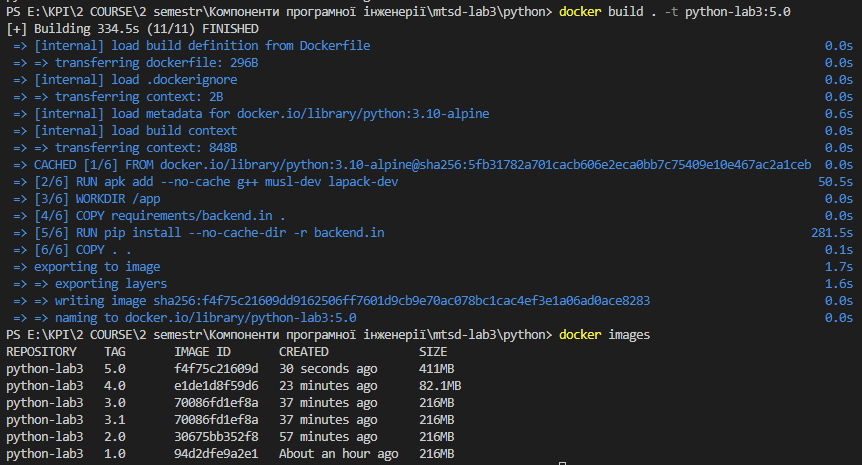 PS E:\KPI\2 COURSE\2 semestr\Компоненти програмної інженерії\mtsd-lab3\python> docker build . -t python-lab3:5.0
[+] Building 334.5s (11/11) FINISHED
=> [internal] load build definition from Dockerfile 0.0s
=> => transferring dockerfile: 296B 0.0s
=> [internal] load .dockerignore 0.0s
=> => transferring context: 2B 0.0s
=> [internal] load metadata for docker.io/library/python:3.10-alpine 0.6s
=> [internal] load build context 0.0s
=> => transferring context: 848B 0.0s
=> CACHED [1/6] FROM docker.io/library/python:3.10-alpine@sha256:5fb31782a701cacb606e2eca0bb7c75409e10e467ac2a1ceb 0.0s
=> [2/6] RUN apk add --no-cache g++ musl-dev lapack-dev 50.5s
=> [3/6] WORKDIR /app 0.0s
=> [4/6] COPY requirements/backend.in . 0.0s
=> [5/6] RUN pip install --no-cache-dir -r backend.in 281.5s
=> [6/6] COPY . . 0.1s
=> exporting to image 1.7s
=> => exporting layers 1.6s
=> => writing image sha256:f4f75c21609dd9162506ff7601d9cb9e70ac078bc1cac4ef3e1a06ad0ace8283 0.0s
=> => naming to docker.io/library/python-lab3:5.0 0.0s
PS E:\KPI\2 COURSE\2 semestr\Компоненти програмної інженерії\mtsd-lab3\python> docker images
REPOSITORY TAG IMAGE ID CREATED SIZE
python-lab3 5.0 f4f75c21609d 30 seconds ago 411MB
python-lab3 4.0 e1de1d8f59d6 23 minutes ago 82.1MB
python-lab3 3.0 70086fd1ef8a 37 minutes ago 216MB
python-lab3 3.1 70086fd1ef8a 37 minutes ago 216MB
python-lab3 2.0 30675bb352f8 57 minutes ago 216MB
python-lab3 1.0 94d2dfe9a2e1 About an hour ago 216MB